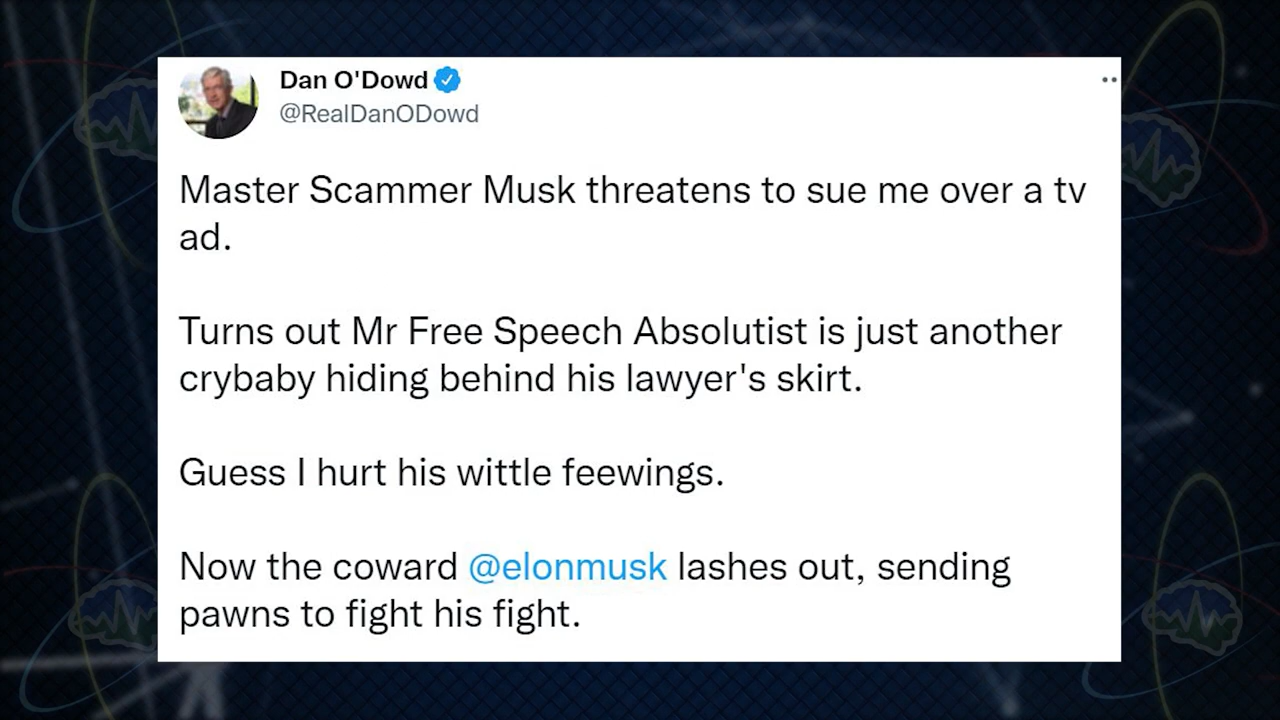 Dan O'Dowd
@RealDanODowd
Master Scammer Musk threatens to sue me over a tv
ad.
Turns out Mr Free Speech Absolutist is just another
crybaby hiding behind his lawyer's skirt.
Guess I hurt his wittle feewings.
Now the coward @elonmusk lashes out, sending
pawns to fight his fight.